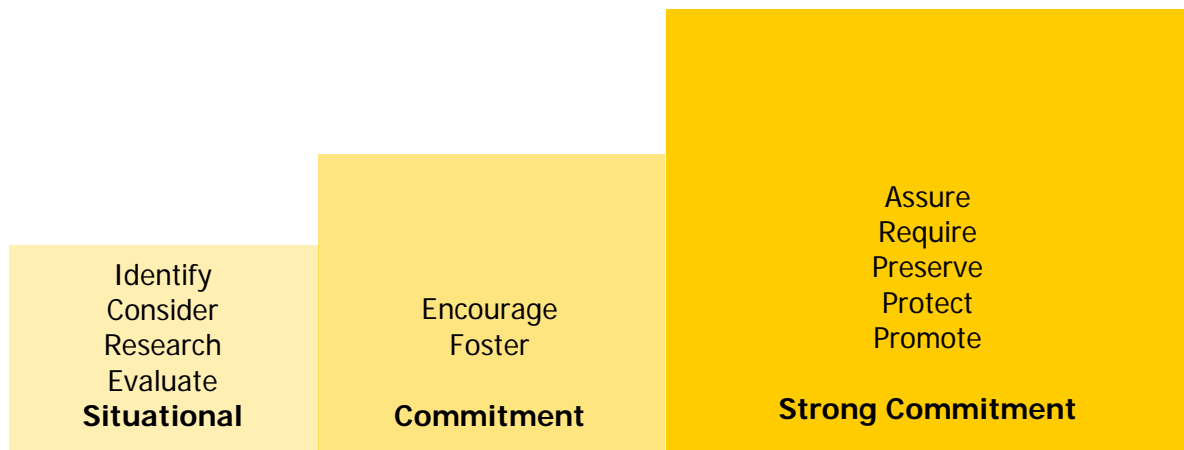 Identify
Consider
Research
Evaluate
Situational
Encourage
Foster
Commitment
Assure
Require
Preserve
Protect
Promote
Strong Commitment